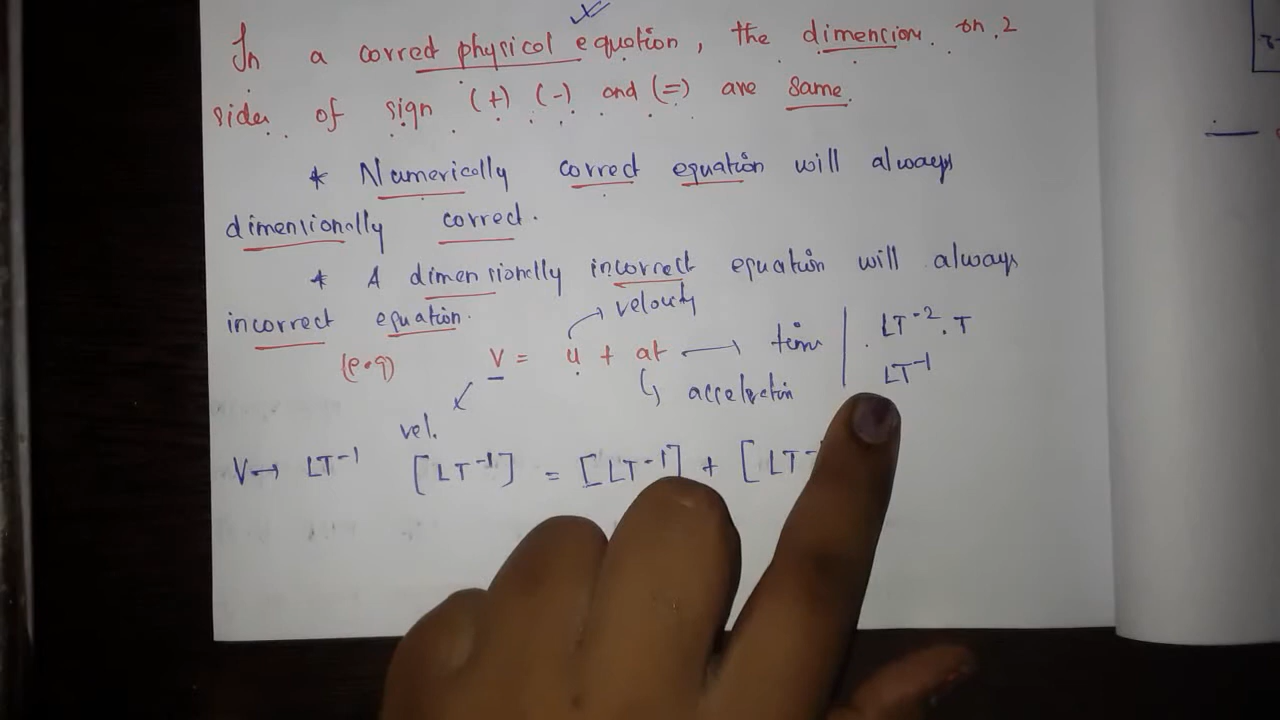 In a correct physical equation, the dimension on 2
sides of sign (+) (-) and (=) are same.
* Numerically correct equation will always
dimensionally correct.
* A dimensionally incorrect equation will always
incorrect equation.
velocity
(e.g) v = u + at → time | LT⁻². T
LT⁻¹
acceleration
vel.
V→ LT⁻¹ [LT⁻¹] = [LT⁻¹] + [LT⁻